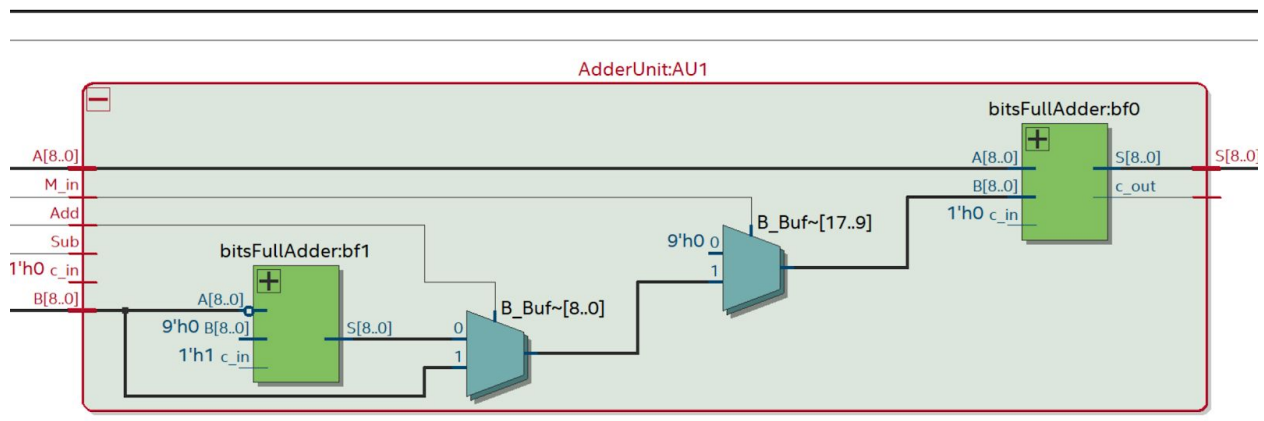 AdderUnit:AU1
bitsFullAdder:bf0
A[8..0]
A[8..0]
S[8..0]
S[8..0]
M_in
B[8..0]
c_out
Add
1'h0 c_in
B_Buf~[17..9]
Sub
bitsFullAdder:bf1
9'h0 0
1'h0 c_in
1
B[8..0]
A[8..0]
B_Buf~[8..0]
9'h0 B[8..0]
S[8..0]
0
1'h1 c_in
1